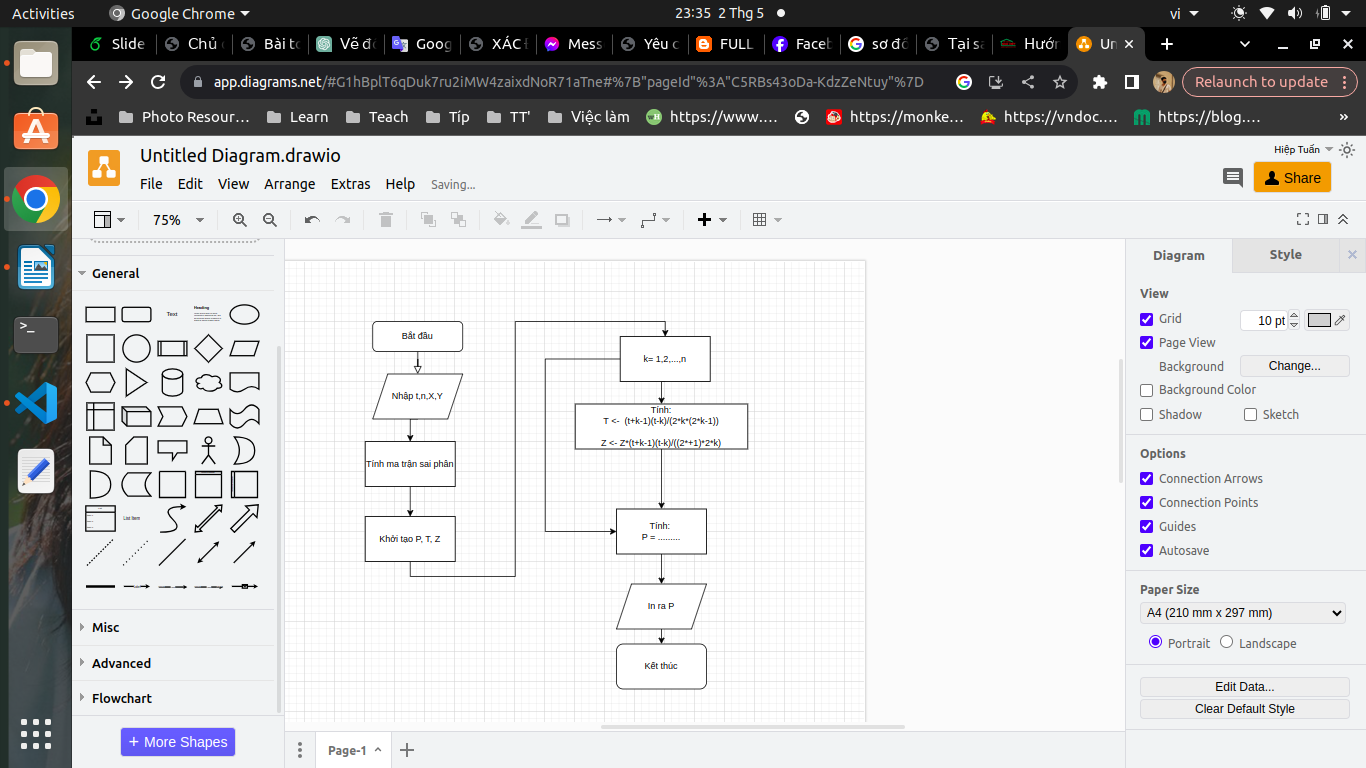 Activities
Google Chrome
23:35 2 Thg 5
vi
Slide
Chủ
Bài to
Vẽ đ
Goog
XÁC
Mess
Yêu c
FULL
Faceb
sơ đồ
Tại sa
Hướn
Un
app.diagrams.net/#G1hBplT6qDuk7ru2iMW4zaixdNoR71aTne#%7B"pageId"%3A"C5RBs43oDa-KdzZeNtuy"%7D
Relaunch to update
Photo Resour...
Learn
Teach
Típ
TT'
Việc làm
https://www....
https://monke...
https://vndoc....
https://blog....
»
Untitled Diagram.drawio
Hiệp Tuấn
File Edit View Arrange Extras Help Saving...
Share
75%
General
Text
Heading
List Item
Misc
Advanced
Flowchart
+ More Shapes
Bắt đầu
Nhập t,n,X,Y
Tính ma trận sai phân
Khởi tạo P, T, Z
k= 1,2,...,n
Tính:
T <- (t+k-1)(t-k)/(2*k*(2*k-1))
Z <- Z*(t+k-1)(t-k)/((2*+1)*2*k)
Tính:
P = .........
In ra P
Kết thúc
Page-1
Diagram
Style
View
Grid
10 pt
Page View
Background
Change...
Background Color
Shadow
Sketch
Options
Connection Arrows
Connection Points
Guides
Autosave
Paper Size
A4 (210 mm x 297 mm)
Portrait
Landscape
Edit Data...
Clear Default Style